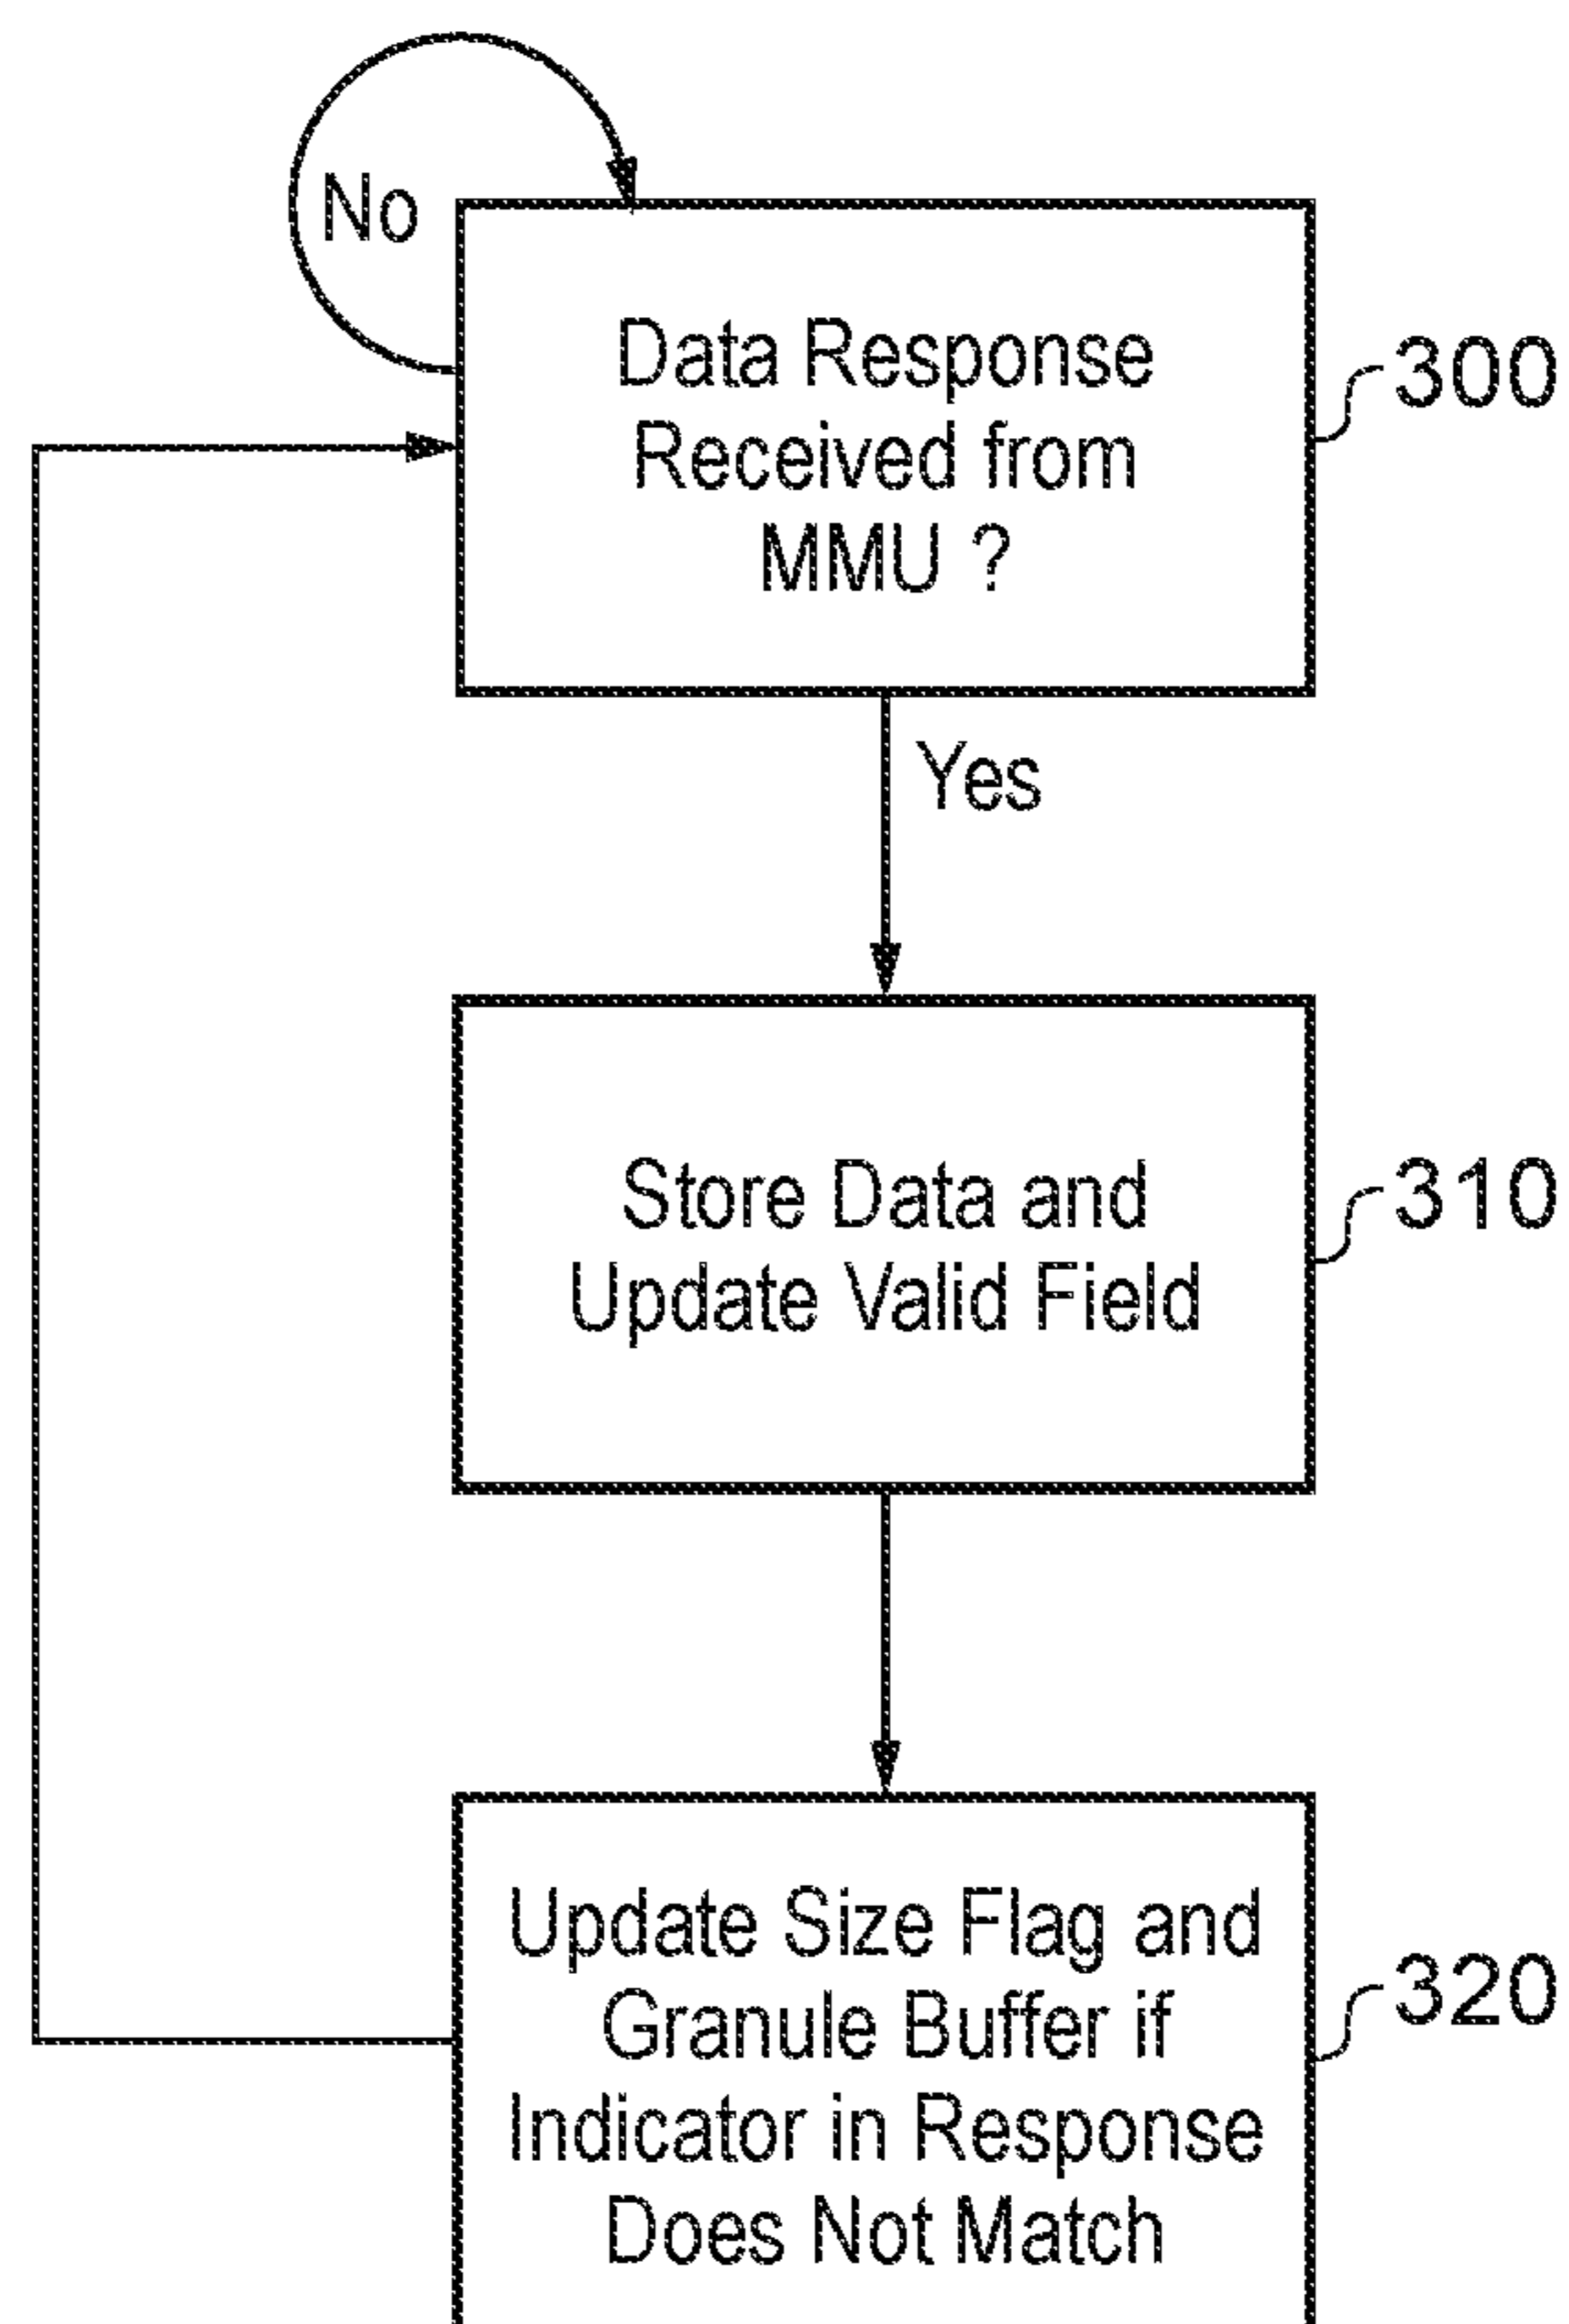 No
Data Response
Received from
MMU ?
300
Yes
Store Data and
Update Valid Field
310
Update Size Flag and
Granule Buffer if
Indicator in Response
Does Not Match
320